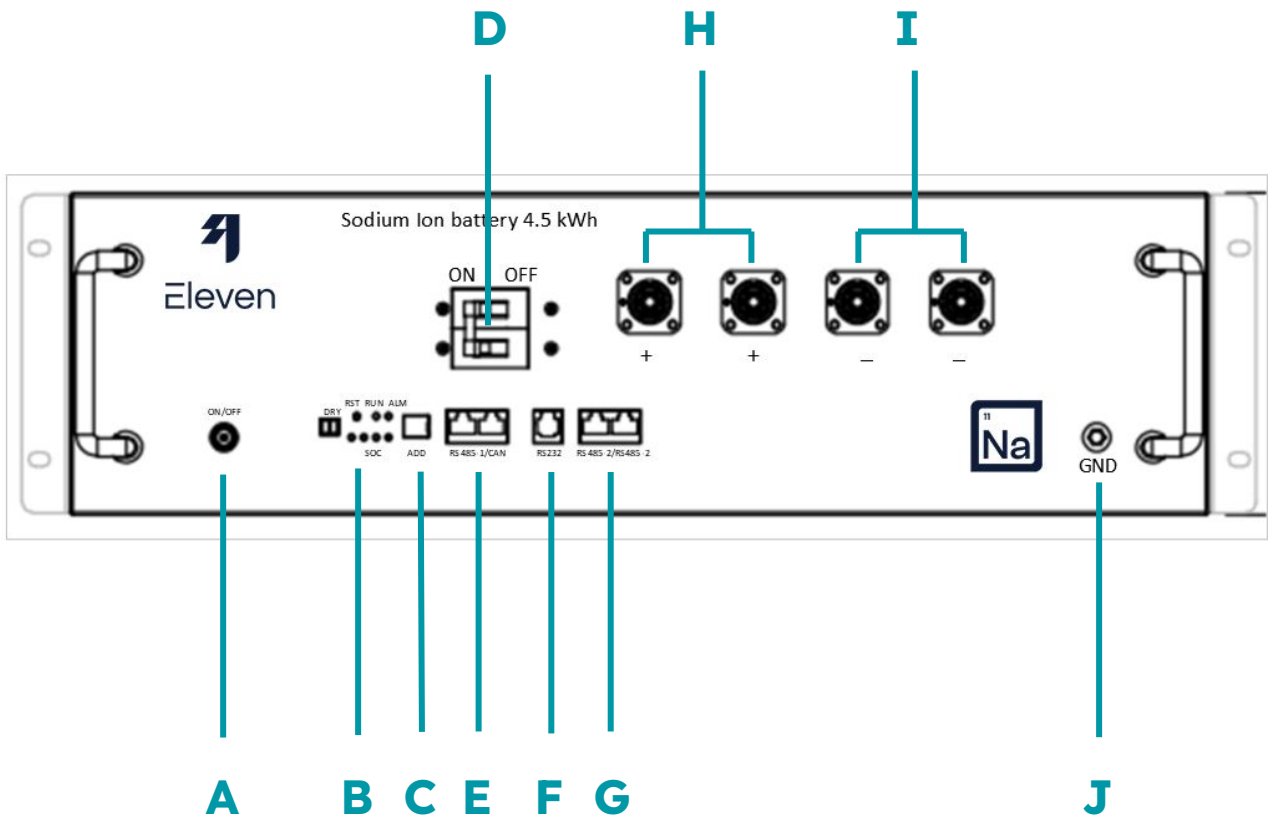 D H I
Sodium Ion battery 4.5 kWh
Eleven
ON OFF
+ + – –
ON/OFF
DRY
RST RUN ALM
SOC
ADD
RS485-1/CAN
RS232
RS485-2/RS485-2
11
Na
GND
A B C E F G J